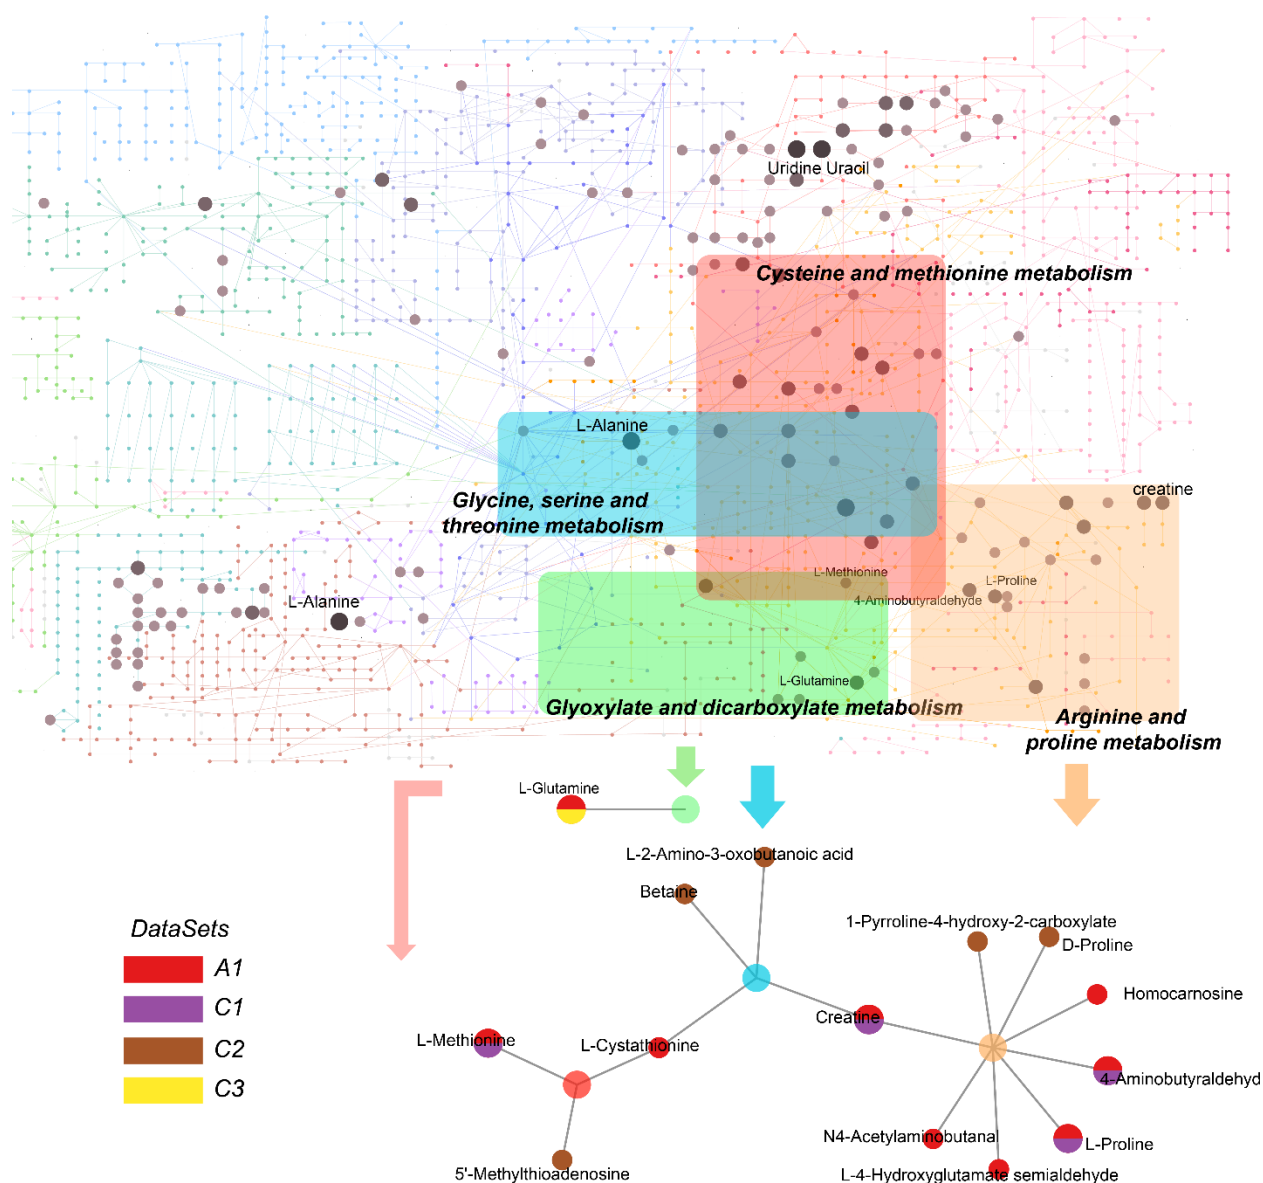 Uridine Uracil
Cysteine and methionine metabolism
L-Alanine
Glycine, serine and
threonine metabolism
creatine
L-Methionine
L-Proline
4-Aminobutyraldehyde
L-Alanine
L-Glutamine
Glyoxylate and dicarboxylate metabolism
Arginine and
proline metabolism
L-Glutamine
L-2-Amino-3-oxobutanoic acid
Betaine
1-Pyrroline-4-hydroxy-2-carboxylate
D-Proline
DataSets
A1
C1
C2
C3
Homocarnosine
Creatine
L-Methionine
L-Cystathionine
4-Aminobutyraldehyd
N4-Acetylaminobutanal
L-Proline
5'-Methylthioadenosine
L-4-Hydroxyglutamate semialdehyde